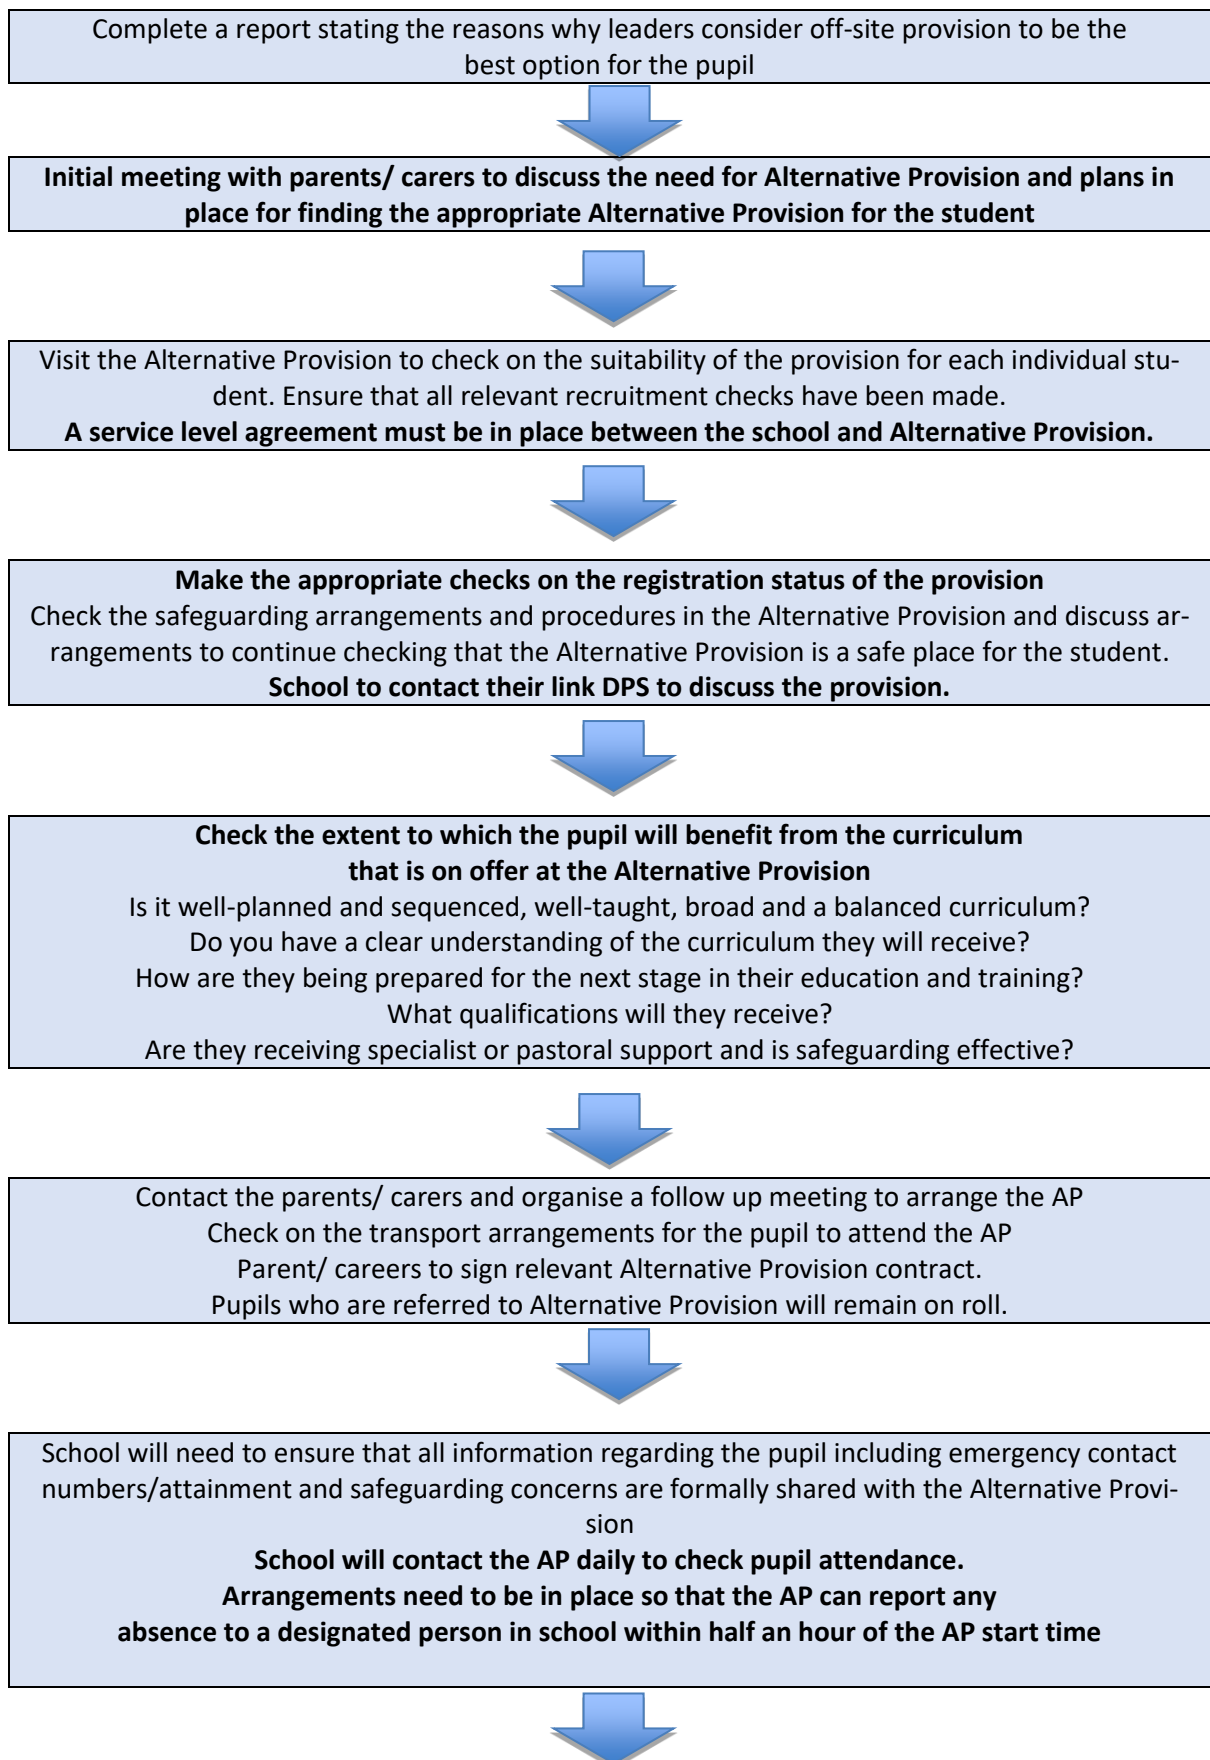 Complete a report stating the reasons why leaders consider off-site provision to be the
best option for the pupil
Initial meeting with parents/ carers to discuss the need for Alternative Provision and plans in
place for finding the appropriate Alternative Provision for the student
Visit the Alternative Provision to check on the suitability of the provision for each individual stu-
dent. Ensure that all relevant recruitment checks have been made.
A service level agreement must be in place between the school and Alternative Provision.
Make the appropriate checks on the registration status of the provision
Check the safeguarding arrangements and procedures in the Alternative Provision and discuss ar-
rangements to continue checking that the Alternative Provision is a safe place for the student.
School to contact their link DPS to discuss the provision.
Check the extent to which the pupil will benefit from the curriculum
that is on offer at the Alternative Provision
Is it well-planned and sequenced, well-taught, broad and a balanced curriculum?
Do you have a clear understanding of the curriculum they will receive?
How are they being prepared for the next stage in their education and training?
What qualifications will they receive?
Are they receiving specialist or pastoral support and is safeguarding effective?
Contact the parents/ carers and organise a follow up meeting to arrange the AP
Check on the transport arrangements for the pupil to attend the AP
Parent/ careers to sign relevant Alternative Provision contract.
Pupils who are referred to Alternative Provision will remain on roll.
School will need to ensure that all information regarding the pupil including emergency contact
numbers/attainment and safeguarding concerns are formally shared with the Alternative Provi-
sion
School will contact the AP daily to check pupil attendance.
Arrangements need to be in place so that the AP can report any
absence to a designated person in school within half an hour of the AP start time